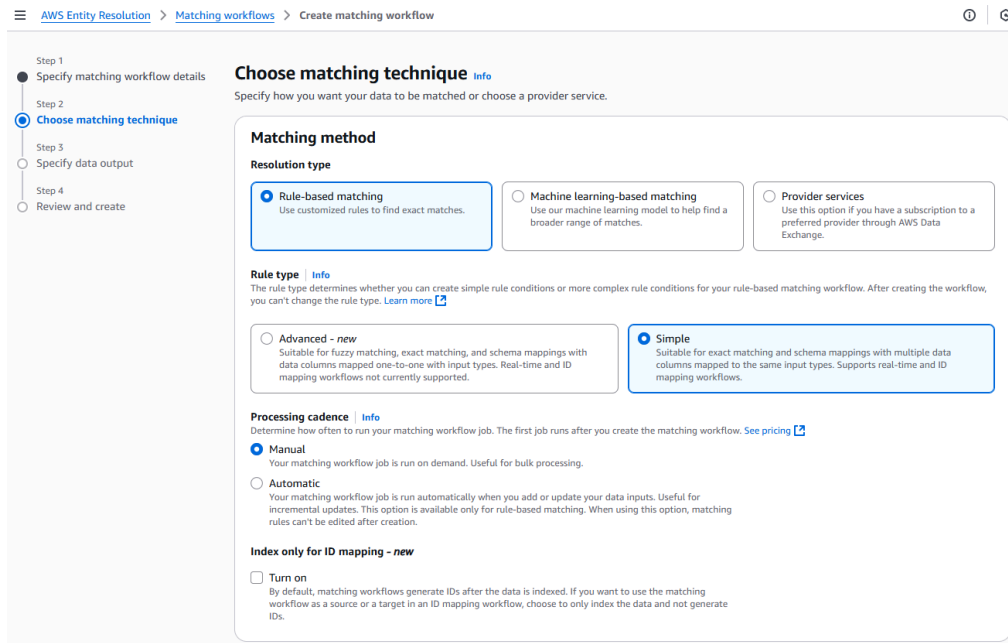 AWS Entity Resolution > Matching workflows > Create matching workflow
Step 1
Specify matching workflow details
Step 2
Choose matching technique
Step 3
Specify data output
Step 4
Review and create
Choose matching technique Info
Specify how you want your data to be matched or choose a provider service.
Matching method
Resolution type
Rule-based matching
Use customized rules to find exact matches.
Machine learning-based matching
Use our machine learning model to help find a
broader range of matches.
Provider services
Use this option if you have a subscription to a
preferred provider through AWS Data
Exchange.
Rule type | Info
The rule type determines whether you can create simple rule conditions or more complex rule conditions for your rule-based matching workflow. After creating the workflow,
you can't change the rule type. Learn more
Advanced - new
Suitable for fuzzy matching, exact matching, and schema mappings with
data columns mapped one-to-one with input types. Real-time and ID
mapping workflows not currently supported.
Simple
Suitable for exact matching and schema mappings with multiple data
columns mapped to the same input types. Supports real-time and ID
mapping workflows.
Processing cadence | Info
Determine how often to run your matching workflow job. The first job runs after you create the matching workflow. See pricing
Manual
Your matching workflow job is run on demand. Useful for bulk processing.
Automatic
Your matching workflow job is run automatically when you add or update your data inputs. Useful for
incremental updates. This option is available only for rule-based matching. When using this option, matching
rules can't be edited after creation.
Index only for ID mapping - new
Turn on
By default, matching workflows generate IDs after the data is indexed. If you want to use the matching
workflow as a source or a target in an ID mapping workflow, choose to only index the data and not generate
IDs.